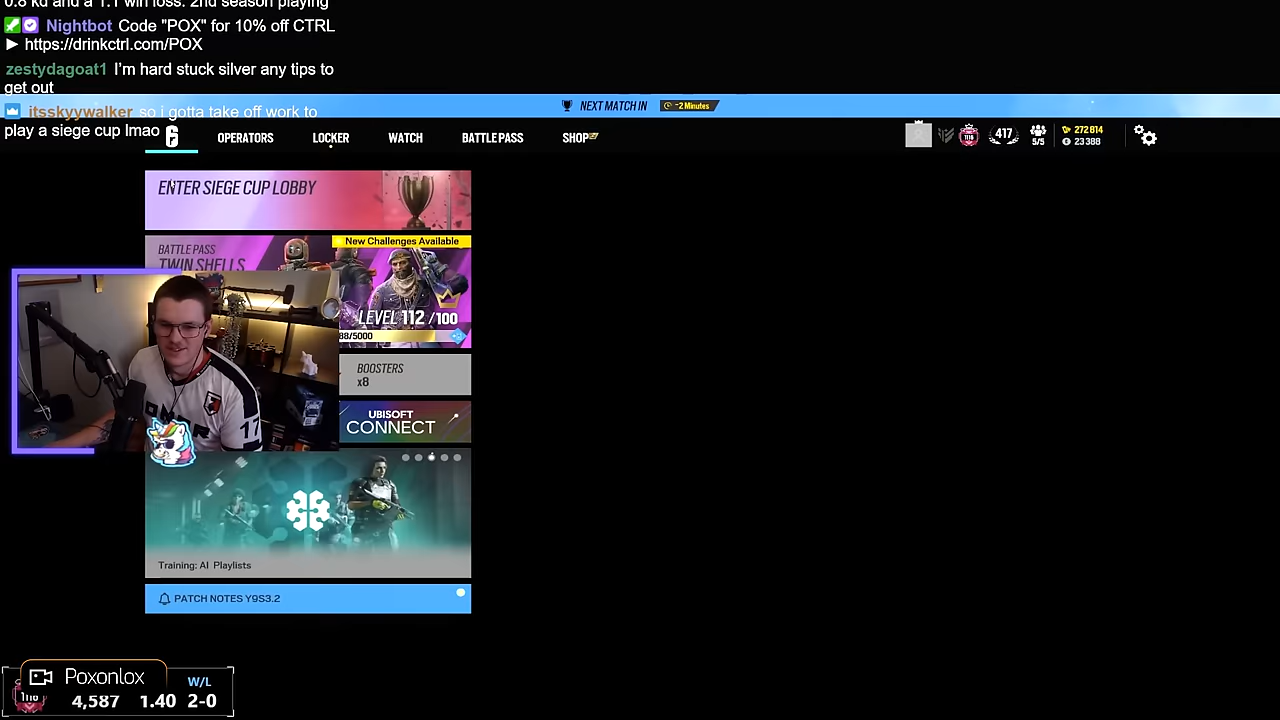 0.8 kd and a 1.1 win loss. 2nd season playing
Nightbot Code "POX" for 10% off CTRL
► https://drinkctrl.com/POX
zestydagoat1 I'm hard stuck silver any tips to
get out
itsskyywalker so i gotta take off work to
play a siege cup lmao
NEXT MATCH IN ~2 Minutes
OPERATORS LOCKER WATCH BATTLE PASS SHOP
1116 417 5/5 272 614
23 388
ENTER SIEGE CUP LOBBY
BATTLE PASS
TWIN SHELLS
New Challenges Available
LEVEL 112 /100
88/5000
BOOSTERS
x8
UBISOFT
CONNECT
17
Training: AI Playlists
PATCH NOTES Y9S3.2
Poxonlox W/L
1116 4,587 1.40 2-0